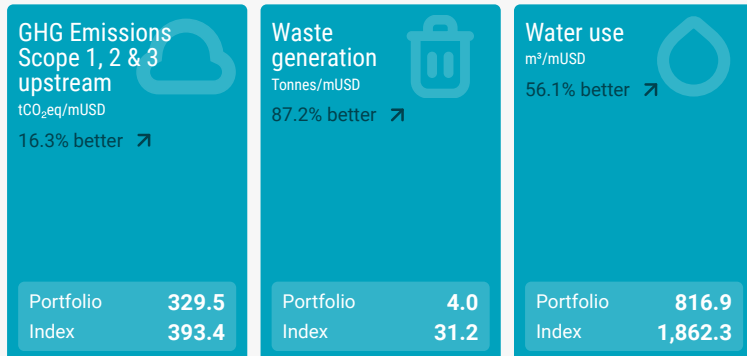 GHG Emissions
Scope 1, 2 & 3
upstream
tCO₂eq/mUSD
16.3% better
Portfolio 329.5
Index 393.4
Waste
generation
Tonnes/mUSD
87.2% better
Portfolio 4.0
Index 31.2
Water use
m³/mUSD
56.1% better
Portfolio 816.9
Index 1,862.3